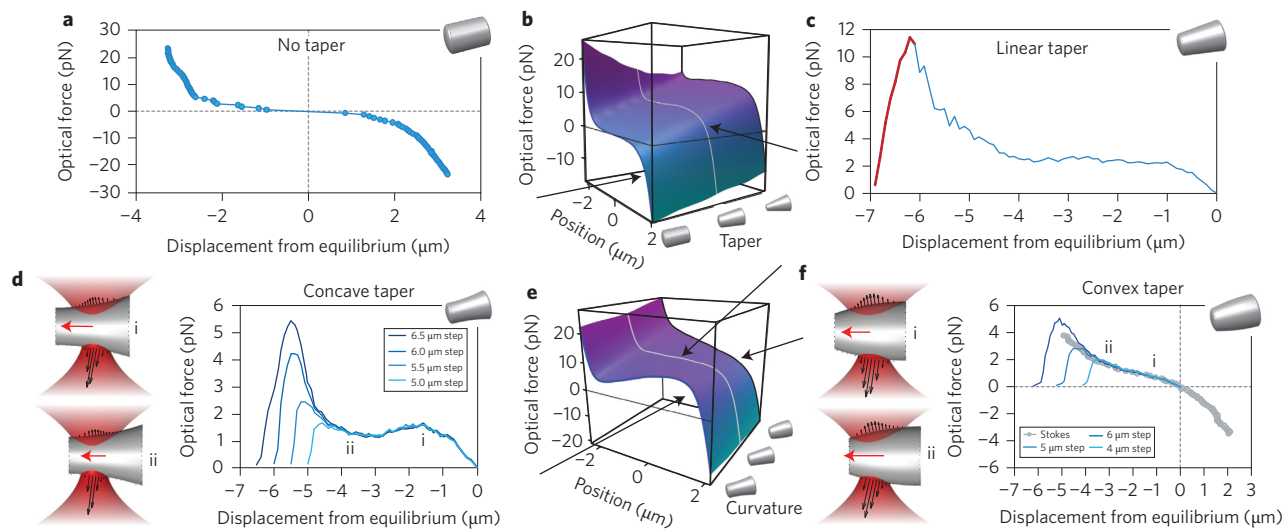 a
No taper
Optical force (pN)
30
20
10
0
−10
−20
−30
−4
−2
0
2
4
Displacement from equilibrium (μm)
b
Optical force (pN)
20
10
0
−10
−2
0
2
Position (μm)
Taper
c
Linear taper
Optical force (pN)
12
10
8
6
4
2
0
−7
−6
−5
−4
−3
−2
−1
0
Displacement from equilibrium (μm)
d
i
ii
Concave taper
Optical force (pN)
6
5
4
3
2
1
0
6.5 μm step
6.0 μm step
5.5 μm step
5.0 μm step
ii
i
−7
−6
−5
−4
−3
−2
−1
0
Displacement from equilibrium (μm)
e
Optical force (pN)
20
10
0
−10
−20
−2
0
2
Position (μm)
Curvature
f
i
ii
Convex taper
Optical force (pN)
6
4
2
0
−2
−4
−6
ii
i
Stokes
6 μm step
5 μm step
4 μm step
−7
−6
−5
−4
−3
−2
−1
0
1
2
3
Displacement from equilibrium (μm)